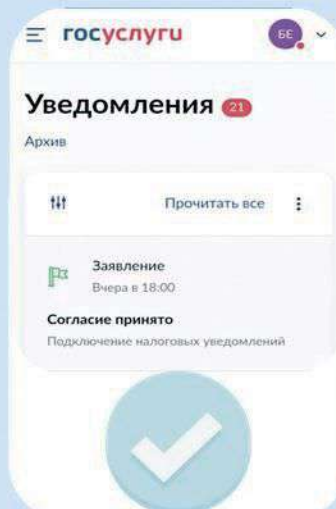 госуслуги
БЕ
Уведомления 21
Архив
Прочитать все
Заявление
Вчера в 18:00
Согласие принято
Подключение налоговых уведомлений